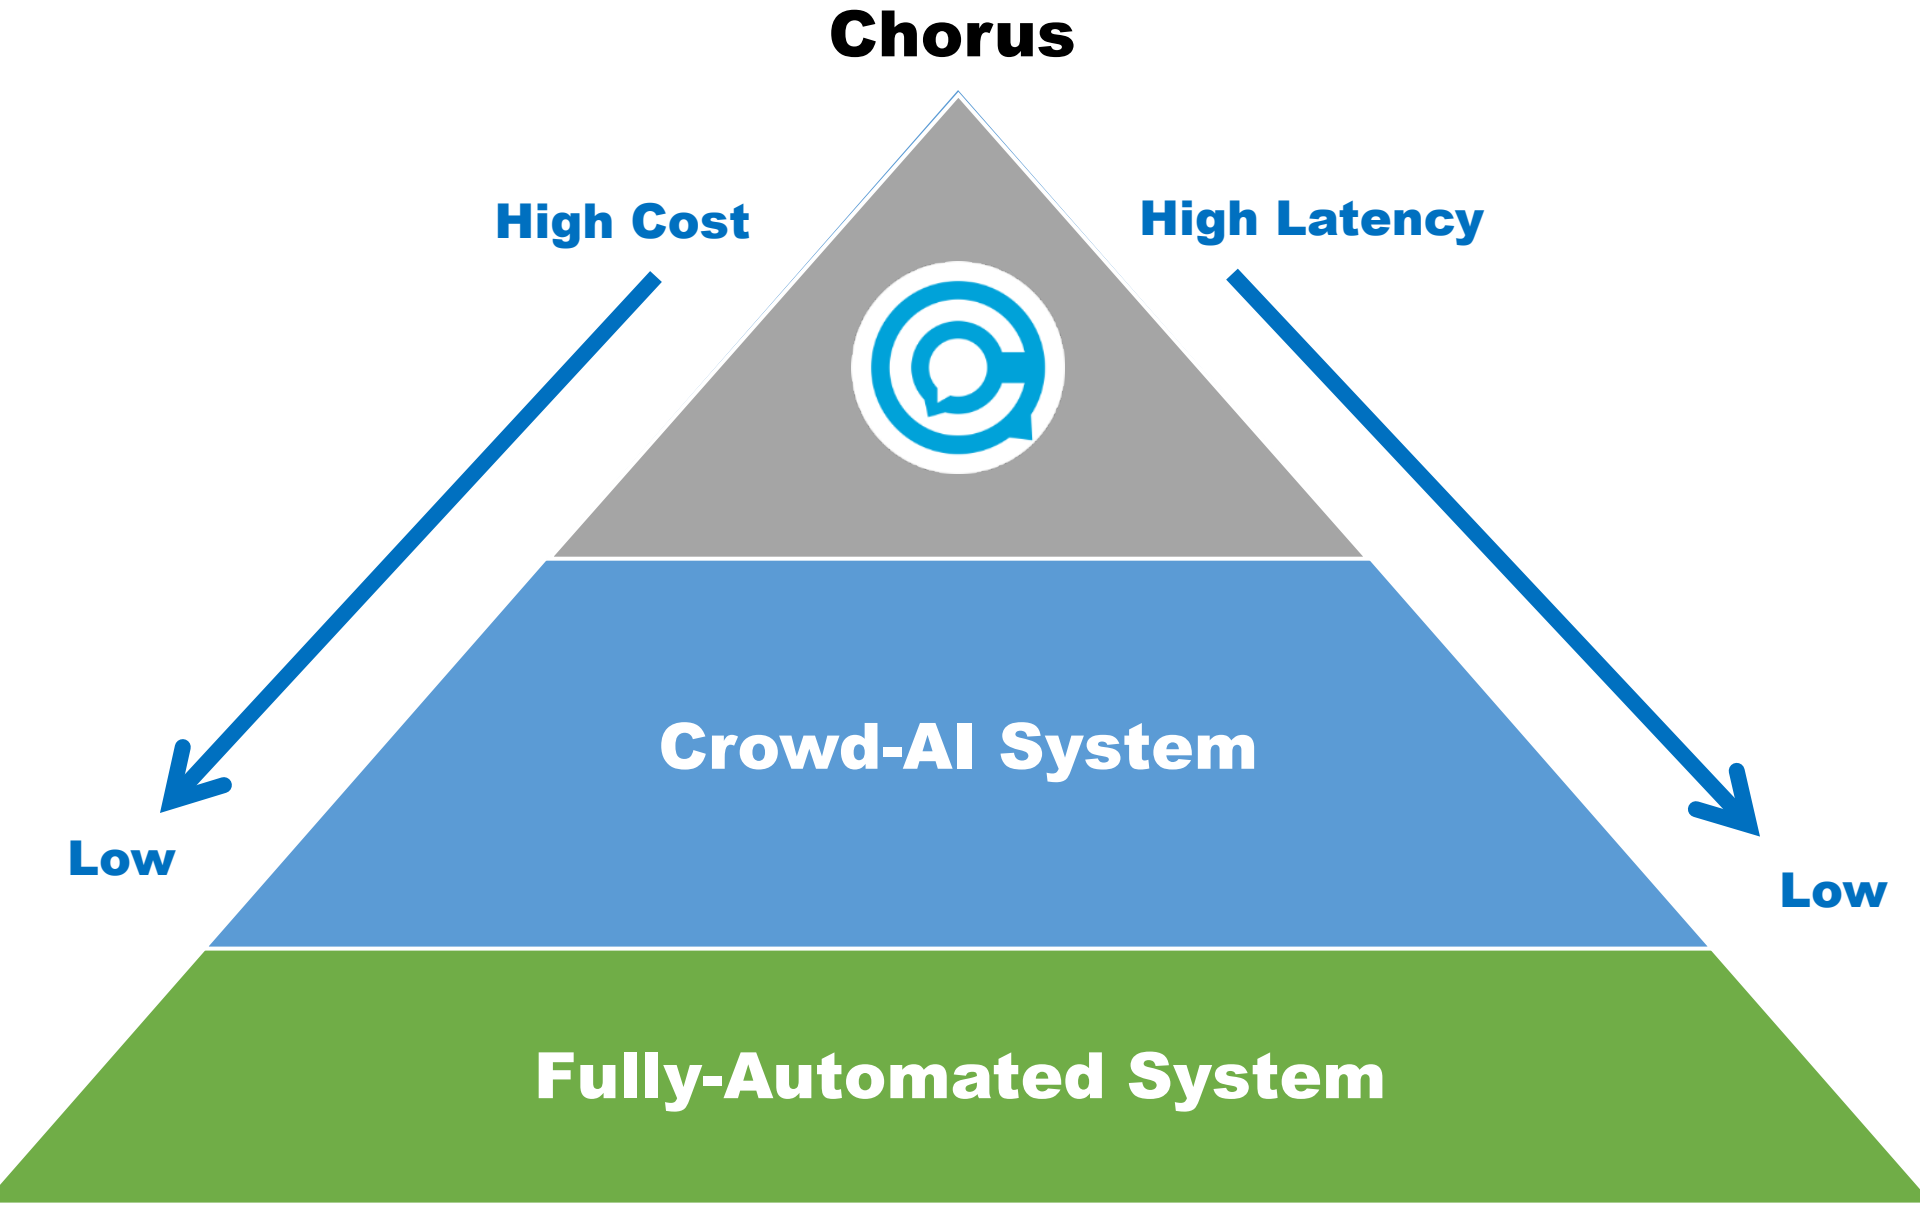 Chorus
High Cost
High Latency
Crowd-AI System
Low
Low
Fully-Automated System